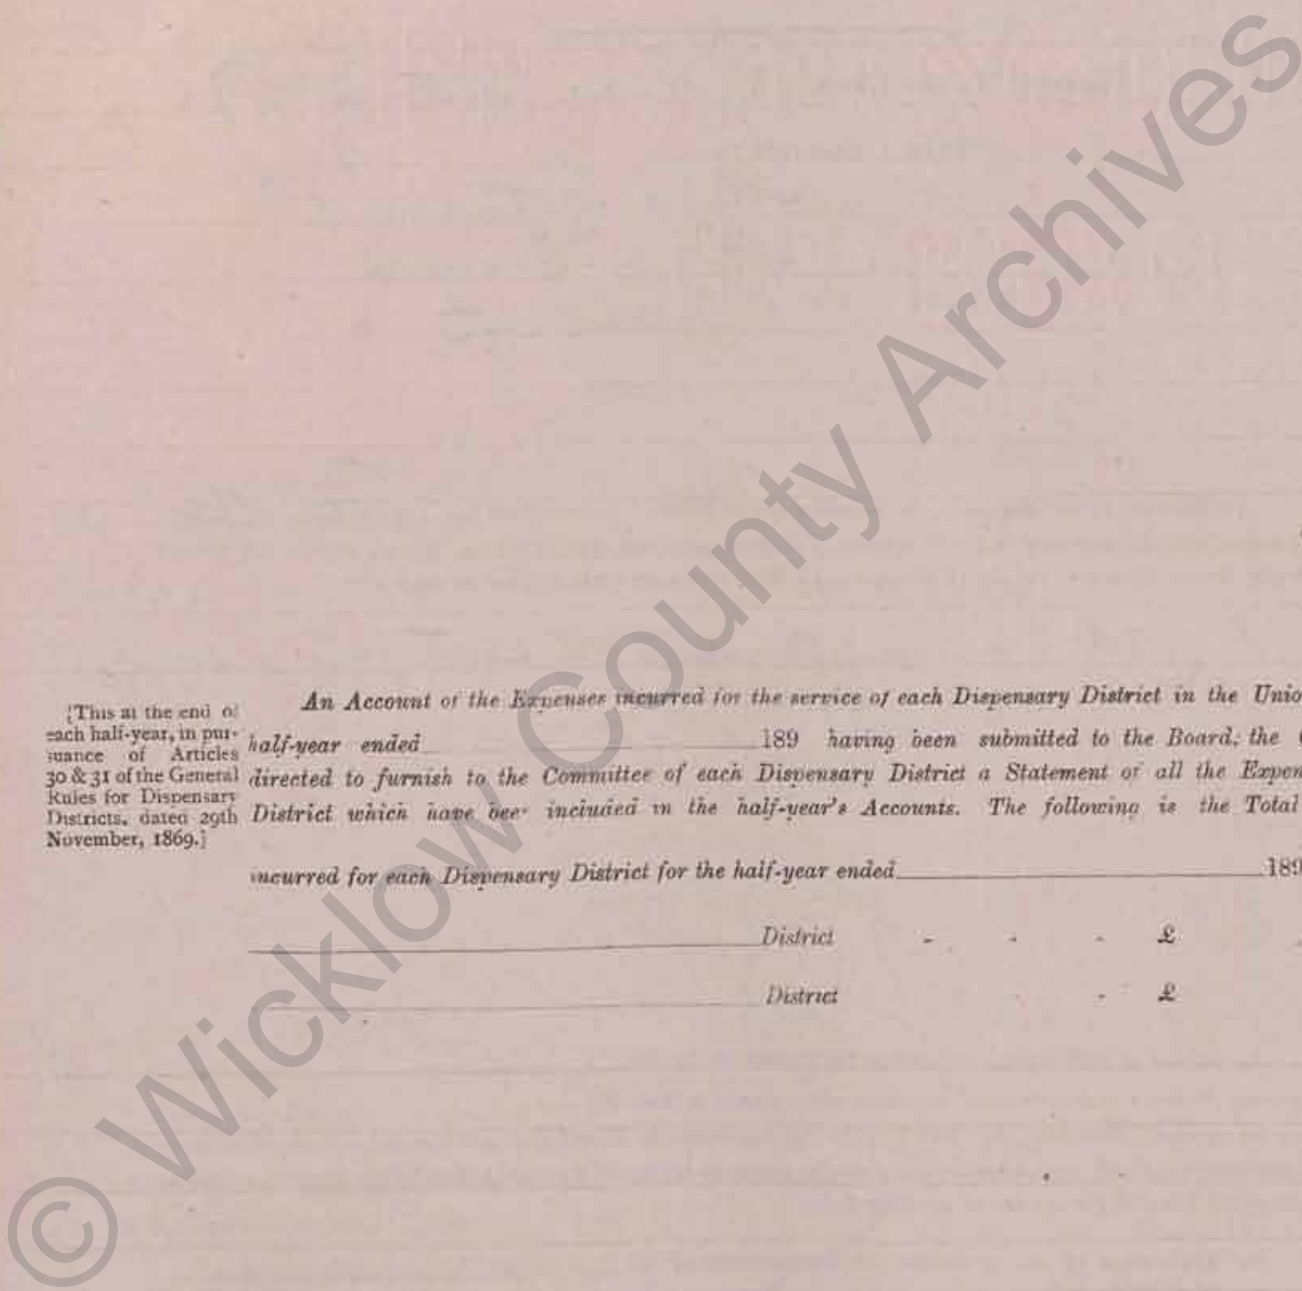 [This at the end of
each half-year, in pur-
suance of Articles
30 & 31 of the General
Rules for Dispensary
Districts, dated 29th
November, 1869.]
An Account of the Expenses incurred for the service of each Dispensary District in the Unio
half-year ended 189 having been submitted to the Board; the
directed to furnish to the Committee of each Dispensary District a Statement of all the Expen
District which have been included in the half-year's Accounts. The following is the Total
incurred for each Dispensary District for the half-year ended 189
District - - - £
District - - £
© Wicklow County Archives